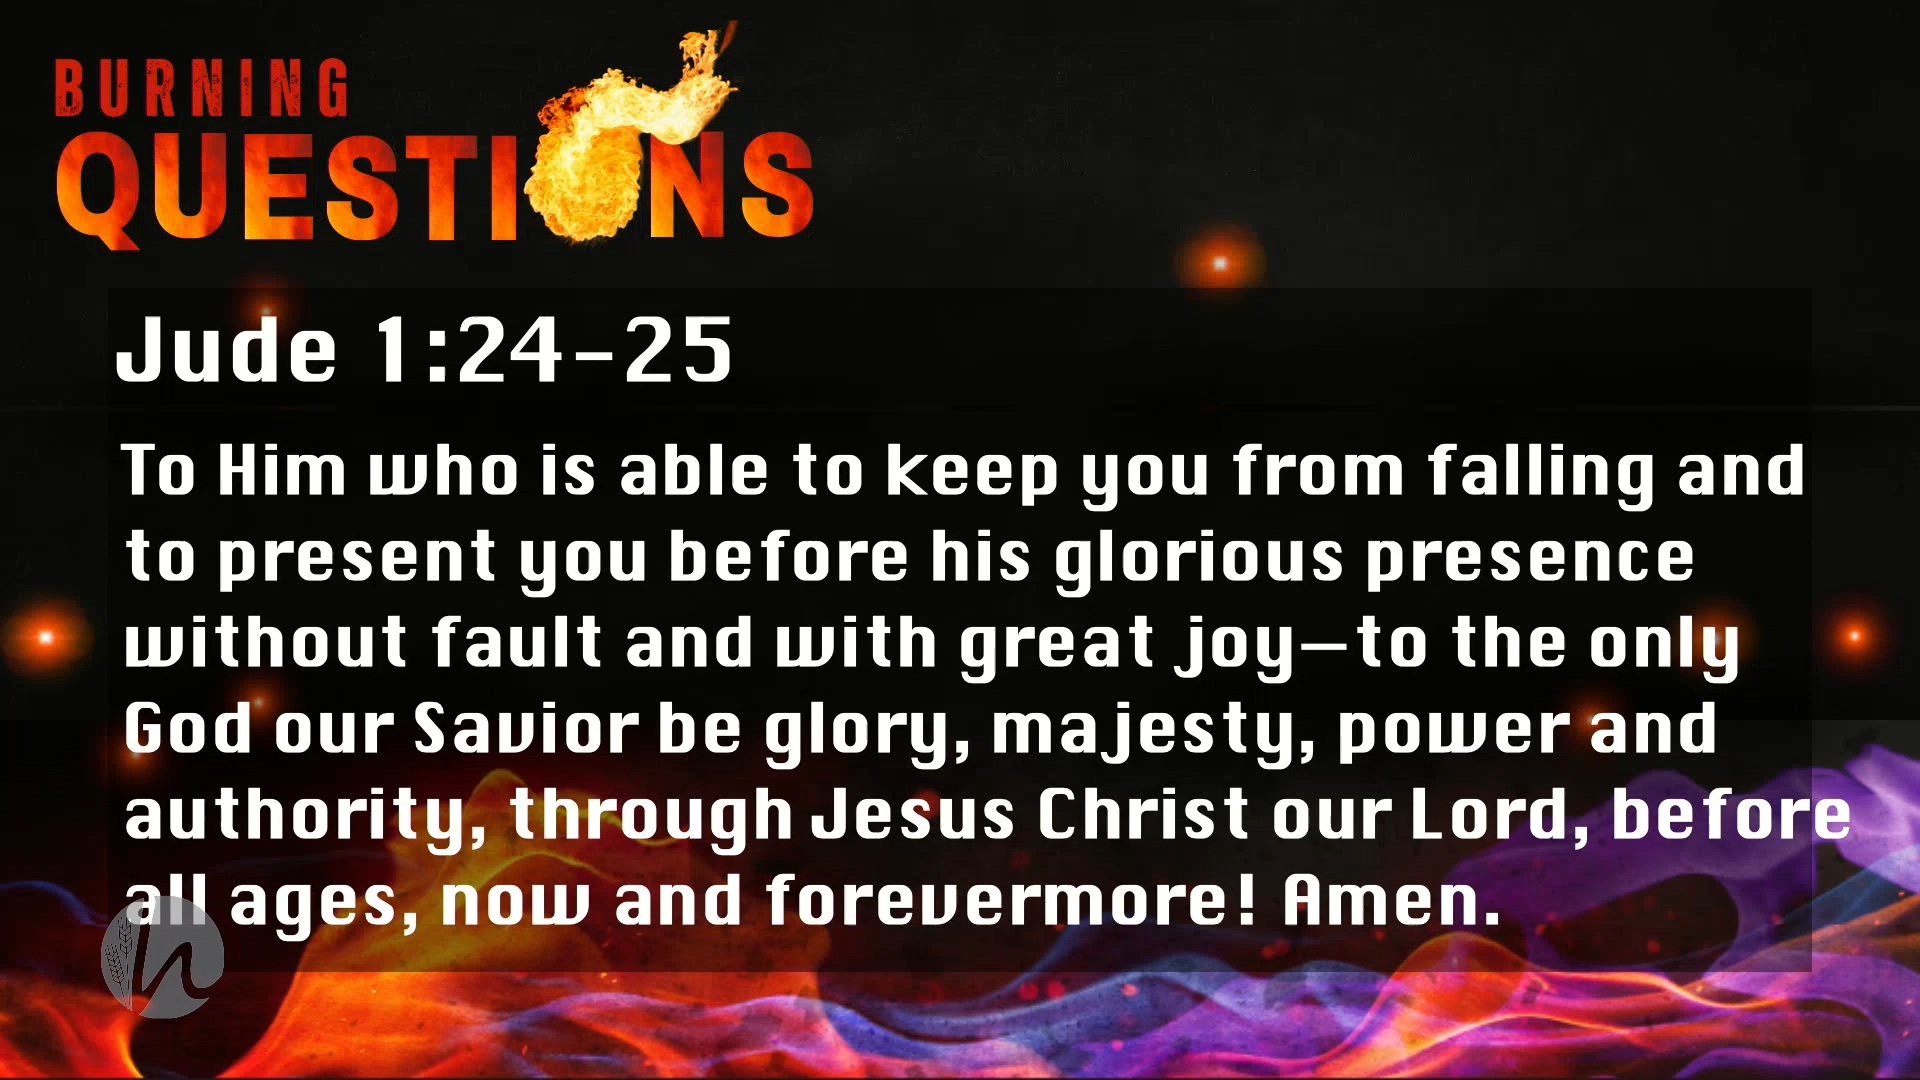 BURNING
QUESTIONS
Jude 1:24-25
To Him who is able to keep you from falling and
to present you before his glorious presence
without fault and with great joy—to the only
God our Savior be glory, majesty, power and
authority, through Jesus Christ our Lord, before
all ages, now and forevermore! Amen.
h